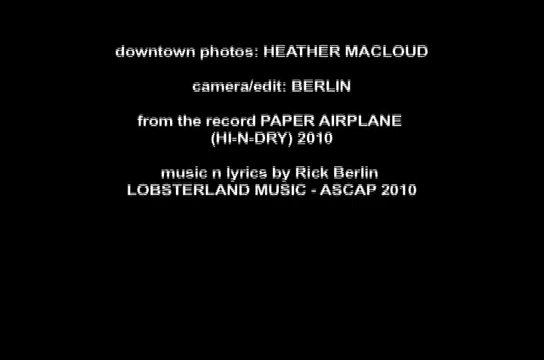 downtown photos: HEATHER MACLOUD
camera/edit: BERLIN
from the record PAPER AIRPLANE
(HI-N-DRY) 2010
music n lyrics by Rick Berlin
LOBSTERLAND MUSIC - ASCAP 2010